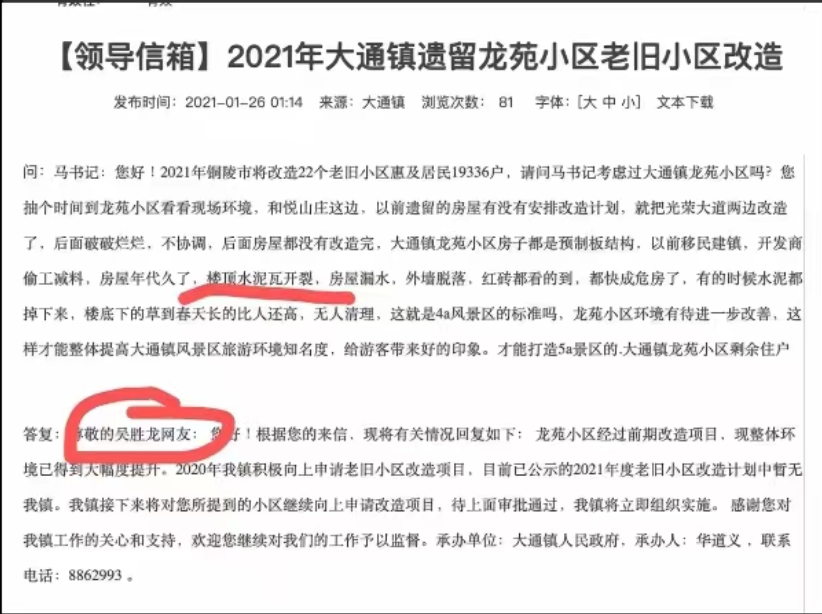 【领导信箱】2021年大通镇遗留龙苑小区老旧小区改造
发布时间：2021-01-26 01:14 来源：大通镇 浏览次数：81 字体：[大 中 小] 文本下载
问：马书记：您好！2021年铜陵市将改造22个老旧小区惠及居民19336户，请问马书记考虑过大通镇龙苑小区吗？您
抽个时间到龙苑小区看看现场环境，和悦山庄这边，以前遗留的房屋有没有安排改造计划，就把光荣大道两边改造
了，后面破破烂烂，不协调，后面房屋都没有改造完，大通镇龙苑小区房子都是预制板结构，以前移民建镇，开发商
偷工减料，房屋年代久了，楼顶水泥瓦开裂，房屋漏水，外墙脱落，红砖都看的到，都快成危房了，有的时候水泥都
掉下来，楼底下的草到春天长的比人还高，无人清理，这就是4a风景区的标准吗，龙苑小区环境有待进一步改善，这
样才能整体提高大通镇风景区旅游环境知名度，给游客带来好的印象。才能打造5a景区的.大通镇龙苑小区剩余住户
答复：尊敬的吴胜龙网友：您好！根据您的来信，现将有关情况回复如下： 龙苑小区经过前期改造项目，现整体环
境已得到大幅度提升。2020年我镇积极向上申请老旧小区改造项目，目前已公示的2021年度老旧小区改造计划中暂无
我镇。我镇接下来将对您所提到的小区继续向上申请改造项目，待上面审批通过，我镇将立即组织实施。 感谢您对
我镇工作的关心和支持，欢迎您继续对我们的工作予以监督。承办单位：大通镇人民政府，承办人：华道义 ，联系
电话：8862993 。